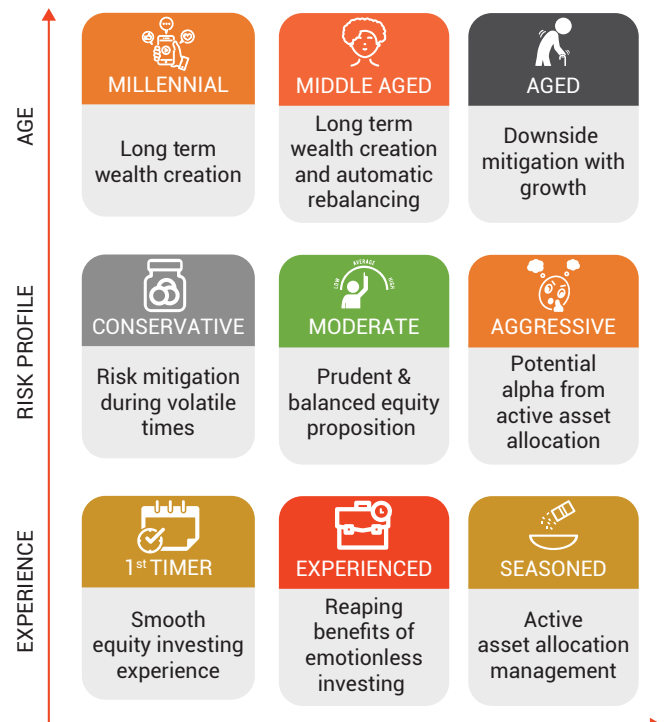 AGE
MILLENNIAL
Long term
wealth creation
MIDDLE AGED
Long term
wealth creation
and automatic
rebalancing
AGED
Downside
mitigation with
growth
RISK PROFILE
CONSERVATIVE
Risk mitigation
during volatile
times
LOW AVERAGE HIGH
MODERATE
Prudent &
balanced equity
proposition
AGGRESSIVE
Potential
alpha from
active asset
allocation
EXPERIENCE
1st TIMER
Smooth
equity investing
experience
EXPERIENCED
Reaping
benefits of
emotionless
investing
SEASONED
Active
asset allocation
management